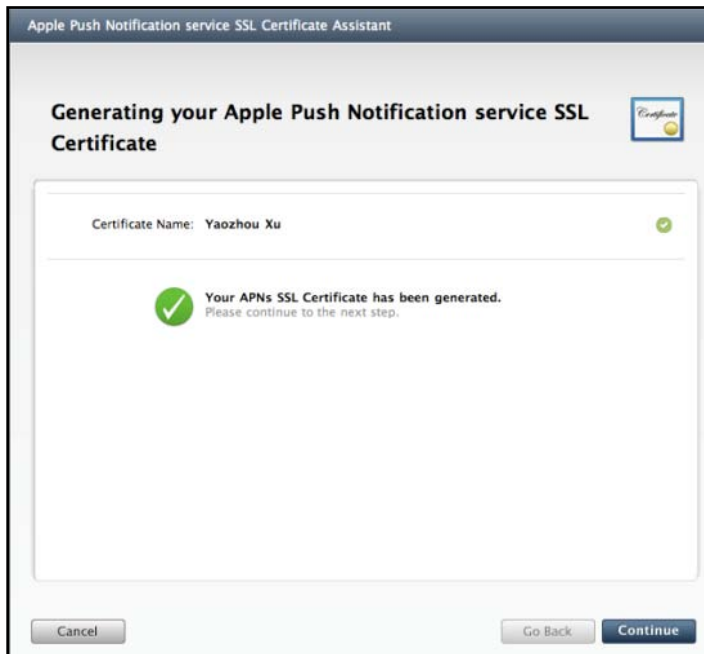 Apple Push Notification service SSL Certificate Assistant
Generating your Apple Push Notification service SSL
Certificate
Certificate
Certificate Name: Yaozhou Xu
Your APNs SSL Certificate has been generated.
Please continue to the next step.
Cancel
Go Back
Continue